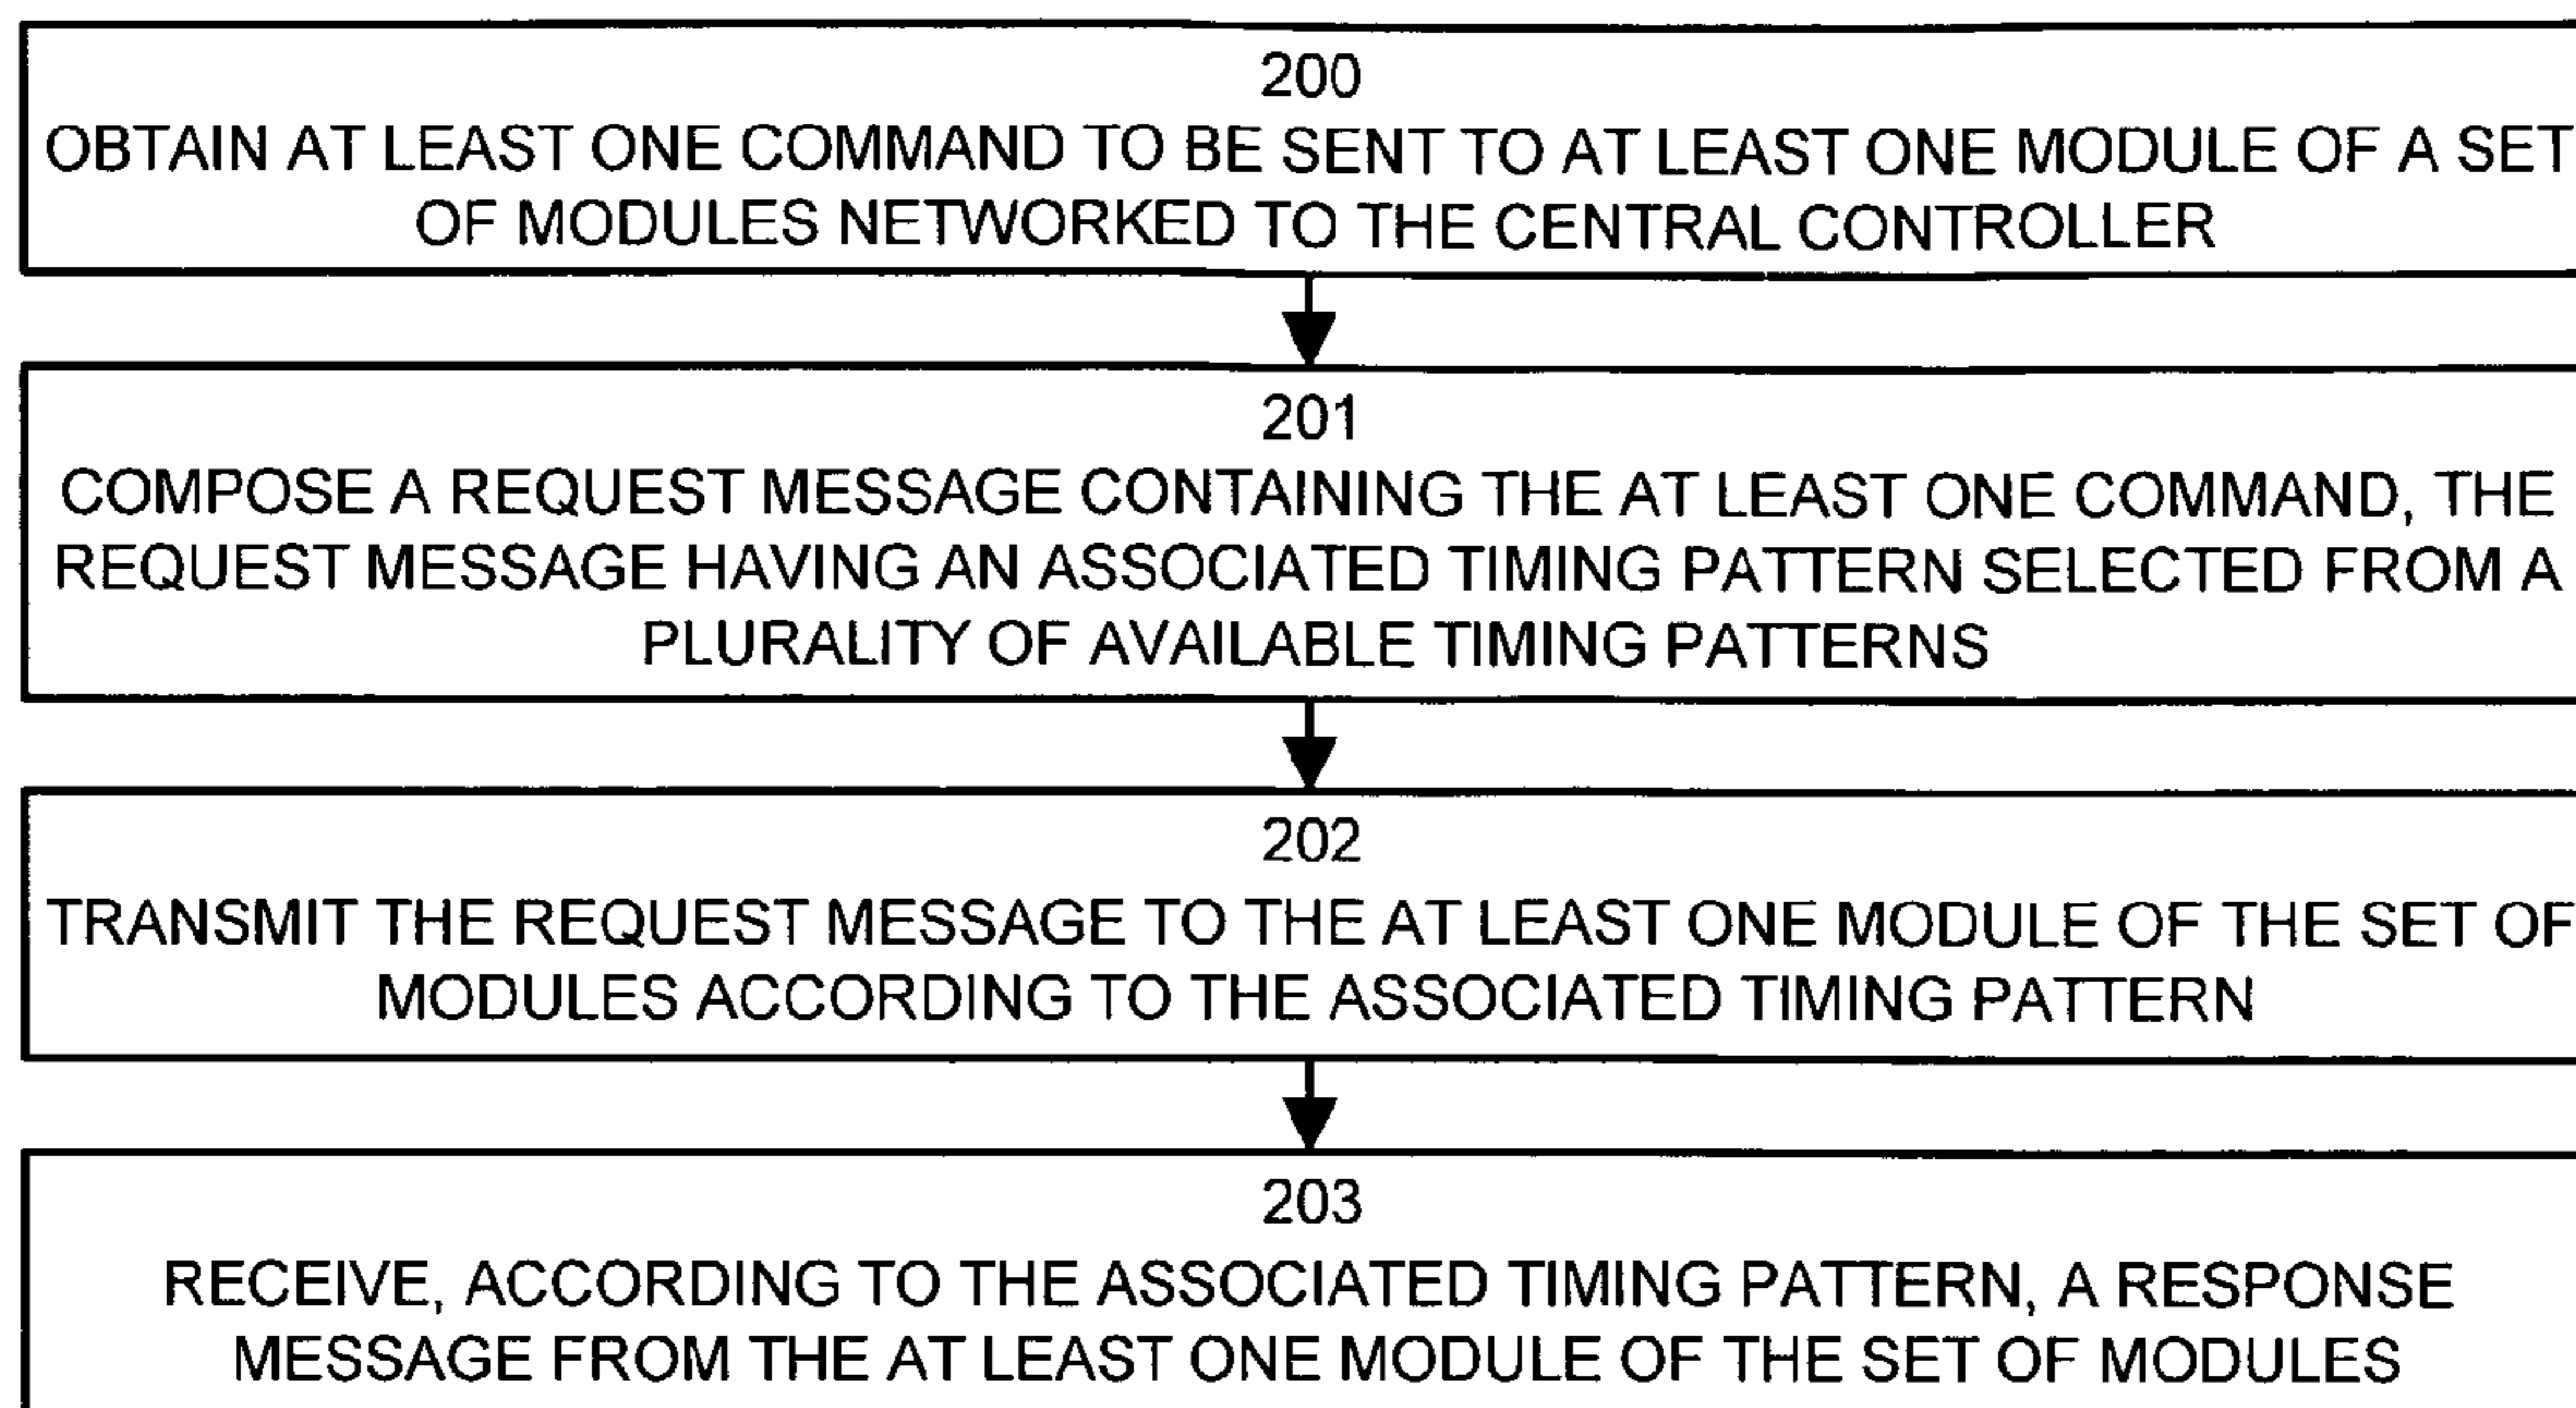 200
OBTAIN AT LEAST ONE COMMAND TO BE SENT TO AT LEAST ONE MODULE OF A SET
OF MODULES NETWORKED TO THE CENTRAL CONTROLLER
201
COMPOSE A REQUEST MESSAGE CONTAINING THE AT LEAST ONE COMMAND, THE
REQUEST MESSAGE HAVING AN ASSOCIATED TIMING PATTERN SELECTED FROM A
PLURALITY OF AVAILABLE TIMING PATTERNS
202
TRANSMIT THE REQUEST MESSAGE TO THE AT LEAST ONE MODULE OF THE SET OF
MODULES ACCORDING TO THE ASSOCIATED TIMING PATTERN
203
RECEIVE, ACCORDING TO THE ASSOCIATED TIMING PATTERN, A RESPONSE
MESSAGE FROM THE AT LEAST ONE MODULE OF THE SET OF MODULES